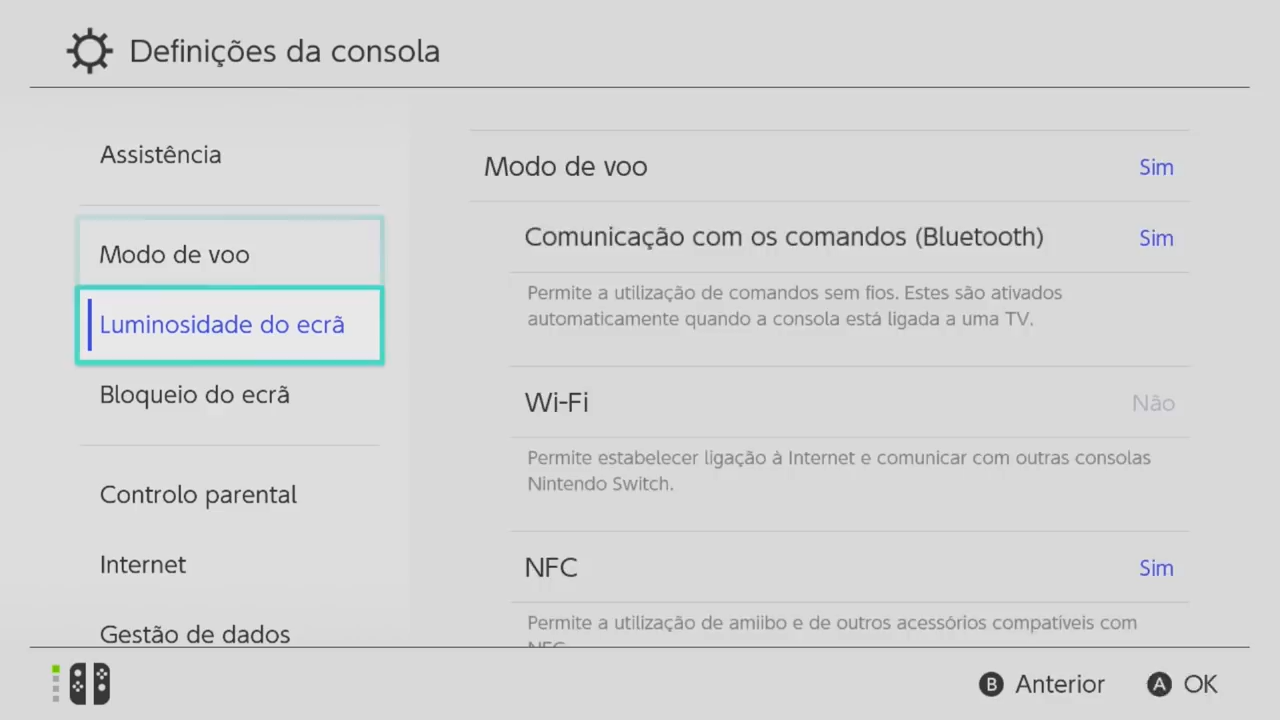 Definições da consola
Assistência
Modo de voo
Luminosidade do ecrã
Bloqueio do ecrã
Controlo parental
Internet
Gestão de dados
Modo de voo Sim
Comunicação com os comandos (Bluetooth) Sim
Permite a utilização de comandos sem fios. Estes são ativados
automaticamente quando a consola está ligada a uma TV.
Wi-Fi Não
Permite estabelecer ligação à Internet e comunicar com outras consolas
Nintendo Switch.
NFC Sim
Permite a utilização de amiibo e de outros acessórios compatíveis com
NFC.
B Anterior A OK